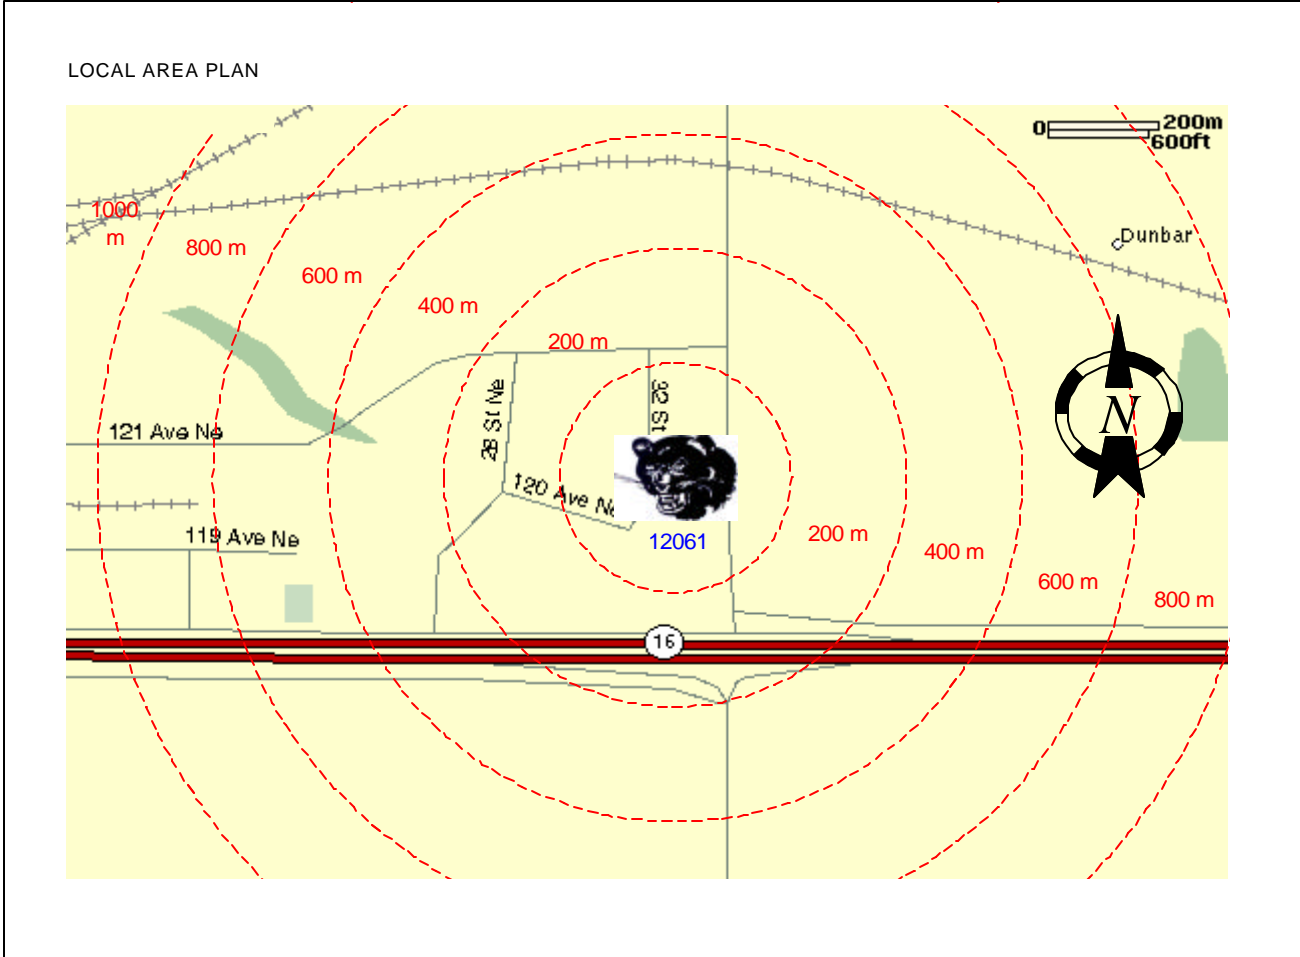 LOCAL AREA PLAN
0 200m
600ft
1000
m
800 m
600 m
400 m
200 m
Dunbar
28 St Ne
32 St
N
121 Ave Ne
120 Ave Ne
119 Ave Ne
12061
200 m
400 m
600 m
800 m
16